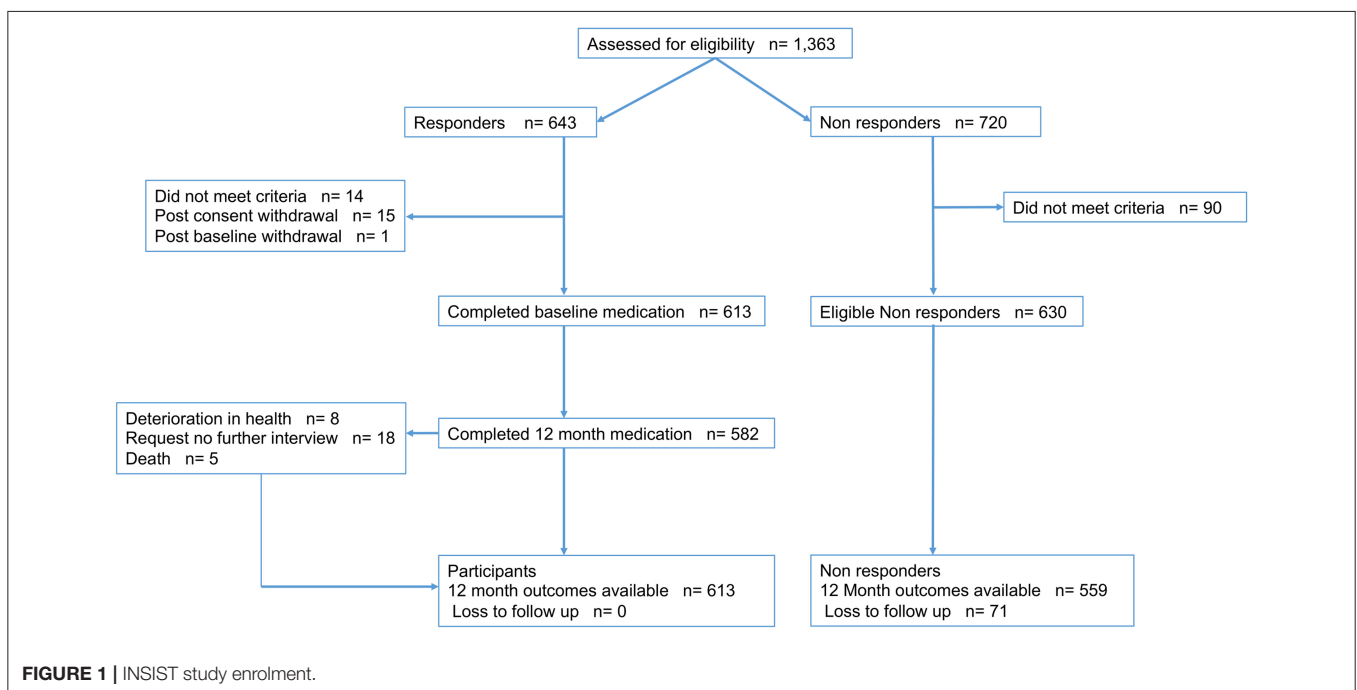 Assessed for eligibility n= 1,363
Responders n= 643
Non responders n= 720
Did not meet criteria n= 14
Post consent withdrawal n= 15
Post baseline withdrawal n= 1
Did not meet criteria n= 90
Completed baseline medication n= 613
Eligible Non responders n= 630
Deterioration in health n= 8
Request no further interview n= 18
Death n= 5
Completed 12 month medication n= 582
Participants
12 month outcomes available n= 613
Loss to follow up n= 0
Non responders
12 Month outcomes available n= 559
Loss to follow up n= 71
FIGURE 1 | INSIST study enrolment.